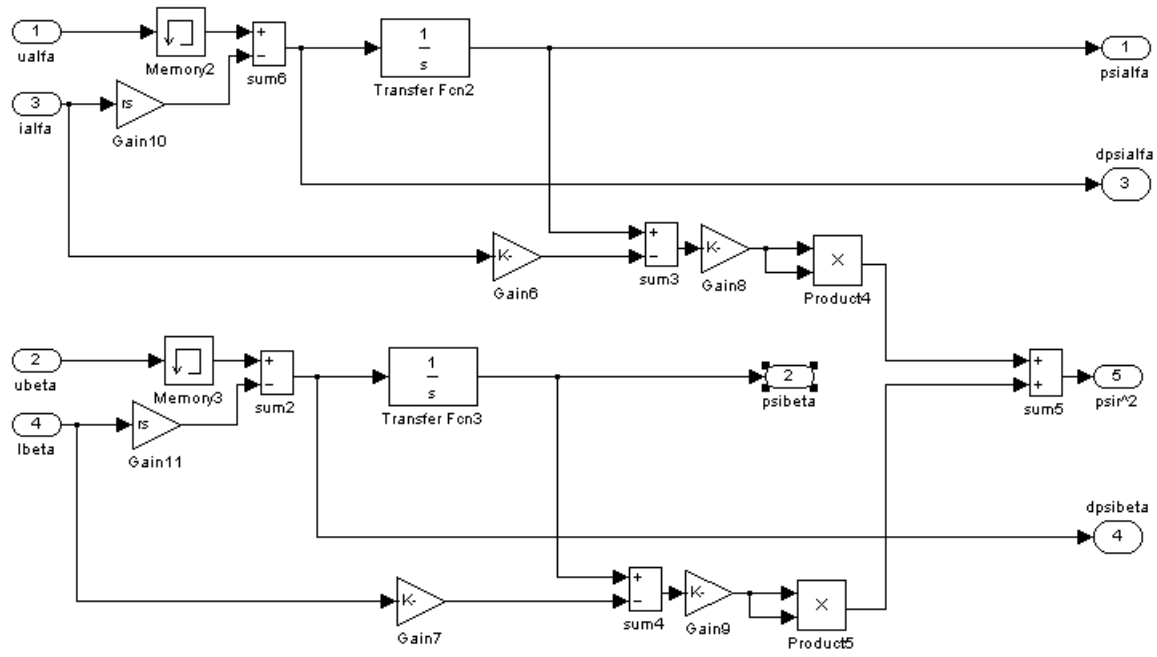 1
ualfa
Memory2
+
−
sum6
1
s
Transfer Fcn2
1
psialfa
3
ialfa
rs
Gain10
dpsialfa
3
K-
Gain6
+
−
sum3
K-
Gain8
×
Product4
2
ubeta
Memory3
+
−
sum2
1
s
Transfer Fcn3
2
psibeta
+
+
sum5
5
psir^2
4
Ibeta
rs
Gain11
dpsibeta
4
K-
Gain7
+
−
sum4
K-
Gain9
×
Product5